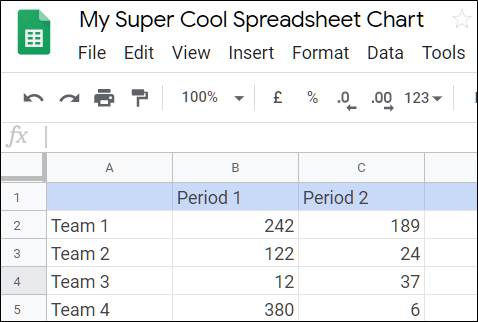 My Super Cool Spreadsheet Chart
File Edit View Insert Format Data Tools
100% £ % .0 .00 123
fx
A B C
1 Period 1 Period 2
2 Team 1 242 189
3 Team 2 122 24
4 Team 3 12 37
5 Team 4 380 6